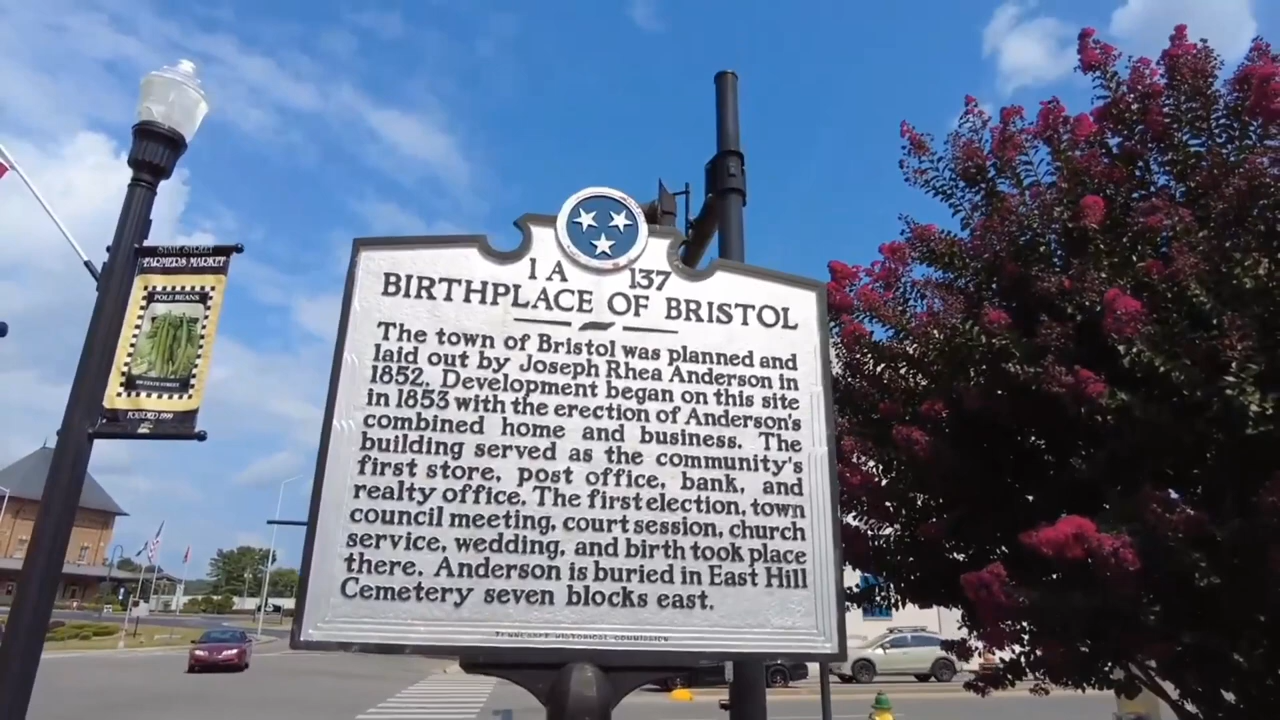 STATE STREET
FARMERS MARKET
POLE BEANS
STATE STREET
FOUNDED 1999
1 A 137
BIRTHPLACE OF BRISTOL
The town of Bristol was planned and
laid out by Joseph Rhea Anderson in
1852. Development began on this site
in 1853 with the erection of Anderson's
combined home and business. The
building served as the community's
first store, post office, bank, and
realty office. The first election, town
council meeting, court session, church
service, wedding, and birth took place
there. Anderson is buried in East Hill
Cemetery seven blocks east.
TENNESSEE HISTORICAL COMMISSION